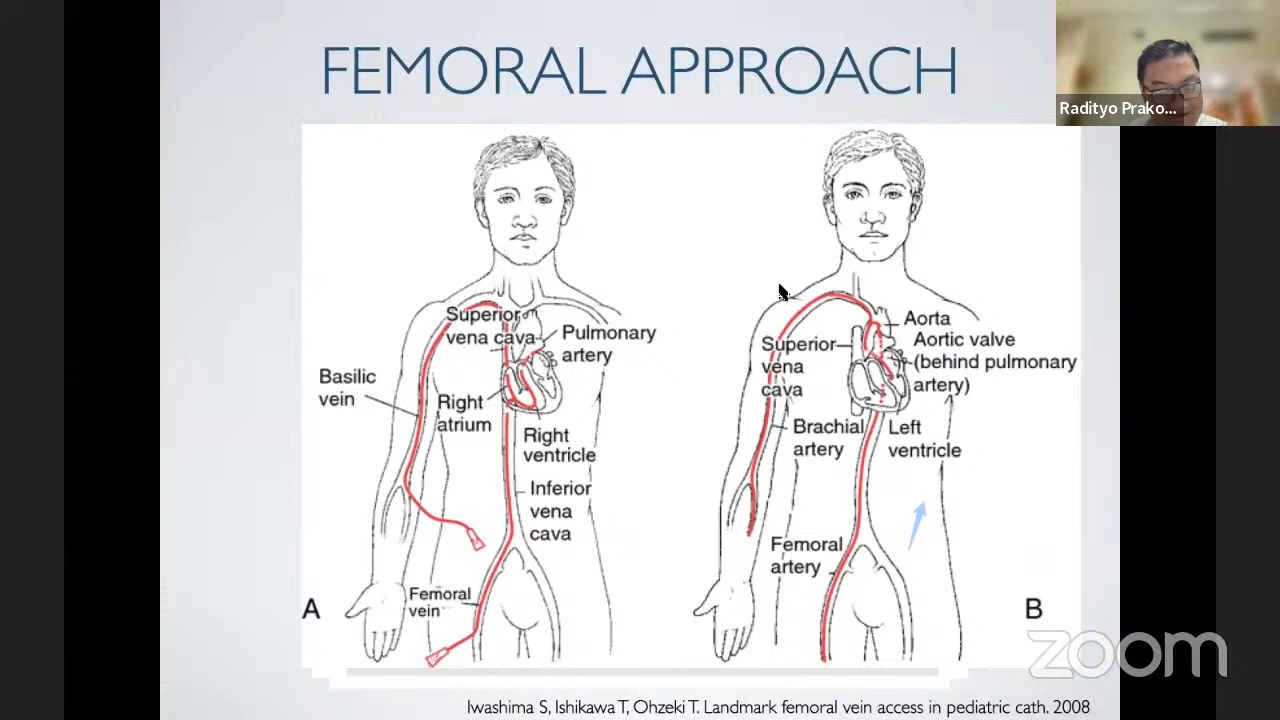 FEMORAL APPROACH
Radityo Prako...
Superior
vena cava
Pulmonary
artery
Basilic
vein
Right
atrium
Right
ventricle
Inferior
vena
cava
Femoral
vein
A
Aorta
Aortic valve
(behind pulmonary
artery)
Superior
vena
cava
Brachial
artery
Left
ventricle
Femoral
artery
B
zoom
Iwashima S, Ishikawa T, Ohzeki T. Landmark femoral vein access in pediatric cath. 2008